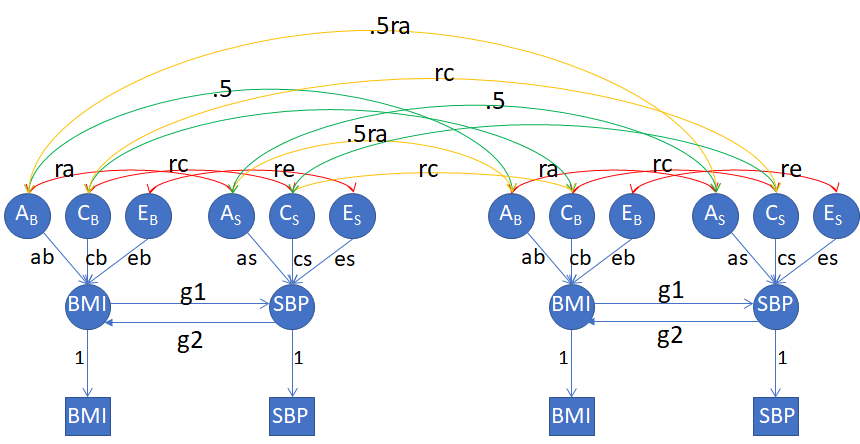 .5ra
rc
.5
.5
.5ra
ra rc re rc ra rc re
AB CB EB AS CS ES AB CB EB AS CS ES
ab cb eb as cs es ab cb eb as cs es
BMI g1 SBP BMI g1 SBP
g2 g2
1 1 1 1
BMI SBP BMI SBP